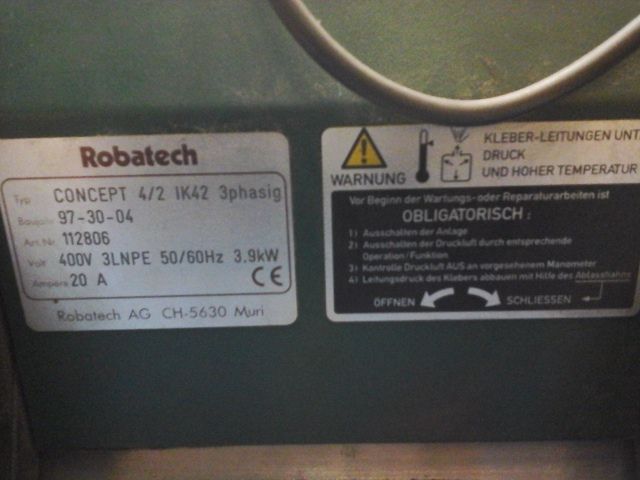 Robatech
Typ CONCEPT 4/2 IK42 3phasig
Baujahr 97-30-04
Art.Nr. 112806
Volt 400V 3LNPE 50/60Hz 3.9kW
Ampère 20 A
CE
Robatech AG CH-5630 Muri
WARNUNG
KLEBER-LEITUNGEN UNT
DRUCK
UND HOHER TEMPERATUR
Vor Beginn der Wartungs- oder Reparaturarbeiten ist
OBLIGATORISCH :
1) Ausschalten der Anlage
2) Ausschalten der Druckluft durch entsprechende
Operation/Funktion
3) Kontrolle Druckluft AUS an vorgesehenem Manometer
4) Leitungsdruck des Klebers abbauen mit Hilfe des Ablasshahns
ÖFFNEN SCHLIESSEN